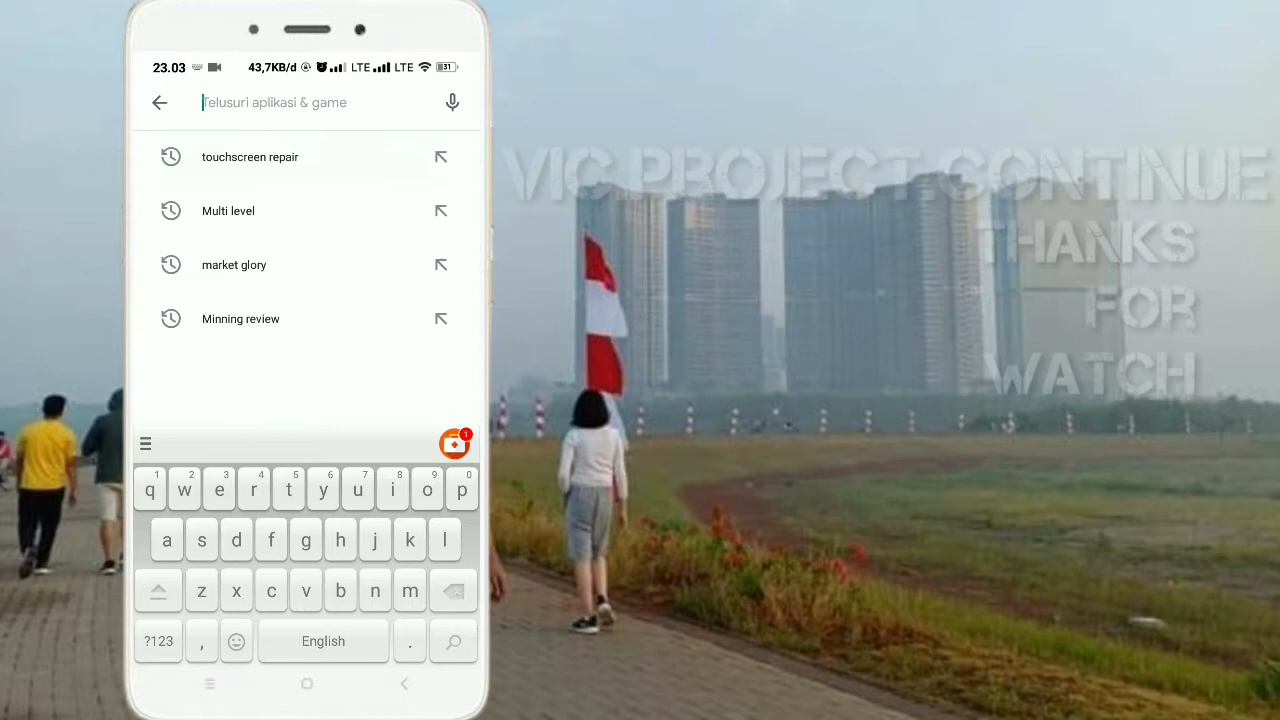 23.03 43,7KB/d LTE LTE 31
Telusuri aplikasi & game
touchscreen repair
Multi level
market glory
Minning review
1
1 2 3 4 5 6 7 8 9 0
q w e r t y u i o p
a s d f g h j k l
z x c v b n m
?123 , English .
VIC PROJECT CONTINUE
THANKS
FOR
WATCH